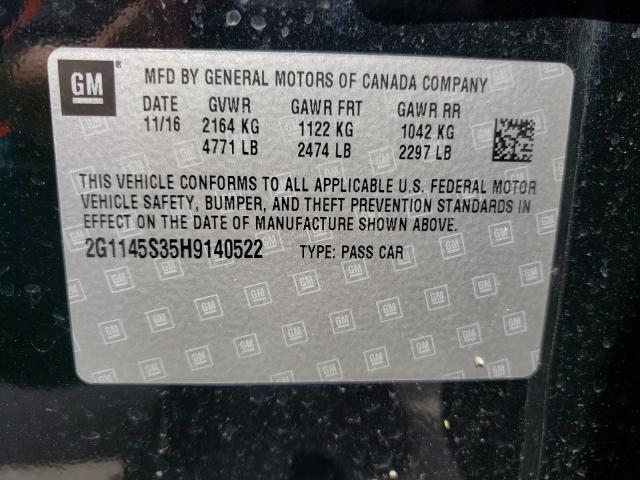 GM ® MFD BY GENERAL MOTORS OF CANADA COMPANY
DATE GVWR GAWR FRT GAWR RR
11/16 2164 KG 1122 KG 1042 KG
4771 LB 2474 LB 2297 LB
THIS VEHICLE CONFORMS TO ALL APPLICABLE U.S. FEDERAL MOTOR
VEHICLE SAFETY, BUMPER, AND THEFT PREVENTION STANDARDS IN
EFFECT ON THE DATE OF MANUFACTURE SHOWN ABOVE.
2G1145S35H9140522 TYPE: PASS CAR